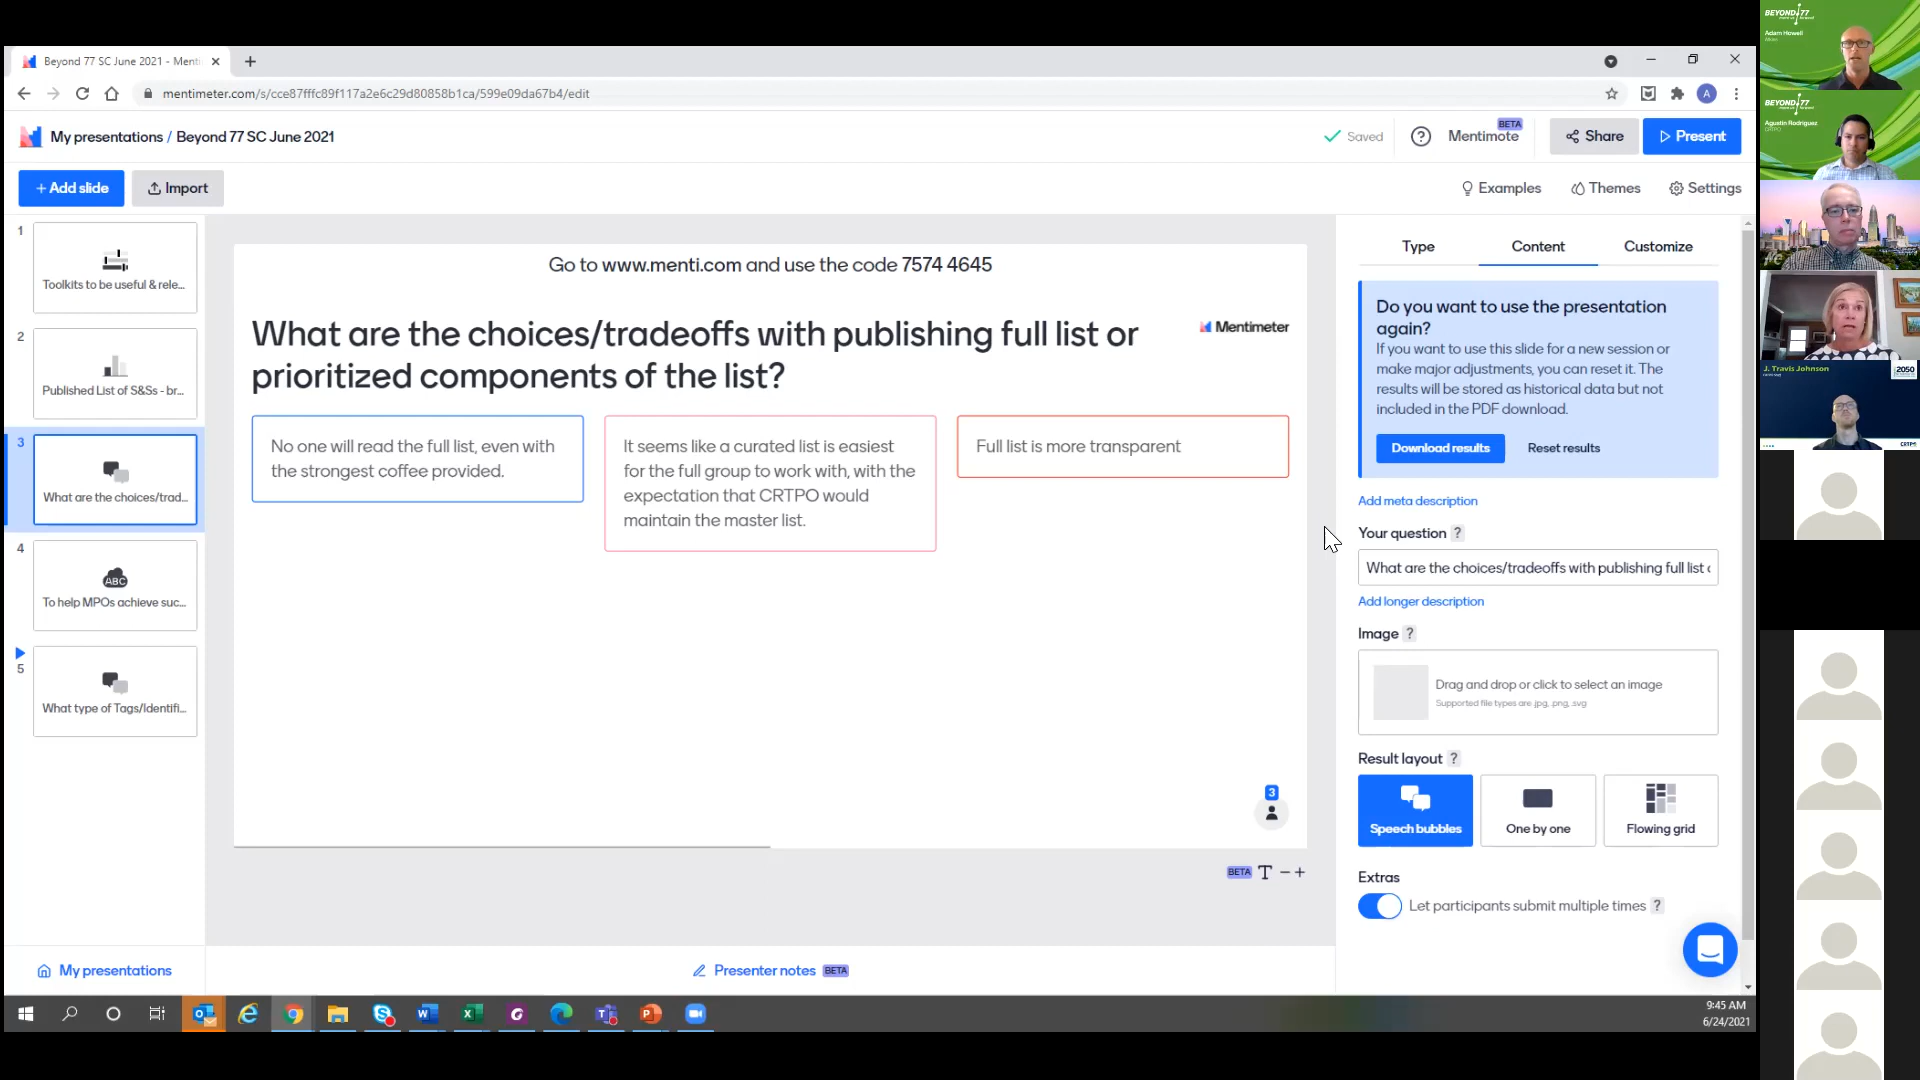 Beyond 77 SC June 2021 - Menti
mentimeter.com/s/cce87fffc89f117a2e6c29d80858b1ca/599e09da67b4/edit
A
My presentations / Beyond 77 SC June 2021
Saved
Mentimote
BETA
Share
Present
+ Add slide
Import
Examples
Themes
Settings
1
Toolkits to be useful & rele...
2
Published List of S&Ss - br...
3
What are the choices/trad...
4
ABC
To help MPOs achieve suc...
5
What type of Tags/Identifi...
My presentations
Go to www.menti.com and use the code 7574 4645
What are the choices/tradeoffs with publishing full list or
prioritized components of the list?
Mentimeter
No one will read the full list, even with
the strongest coffee provided.
It seems like a curated list is easiest
for the full group to work with, with the
expectation that CRTPO would
maintain the master list.
Full list is more transparent
3
BETA
Presenter notes BETA
Type
Content
Customize
Do you want to use the presentation
again?
If you want to use this slide for a new session or
make major adjustments, you can reset it. The
results will be stored as historical data but not
included in the PDF download.
Download results
Reset results
Add meta description
Your question ?
What are the choices/tradeoffs with publishing full list
Add longer description
Image ?
Drag and drop or click to select an image
Supported file types are .jpg, .png, .svg
Result layout ?
Speech bubbles
One by one
Flowing grid
Extras
Let participants submit multiple times ?
9:45 AM
6/24/2021
BEYOND 77
Adam Howell
BEYOND 77
Agustin Rodriguez
J. Travis Johnson
2050
CRTPO